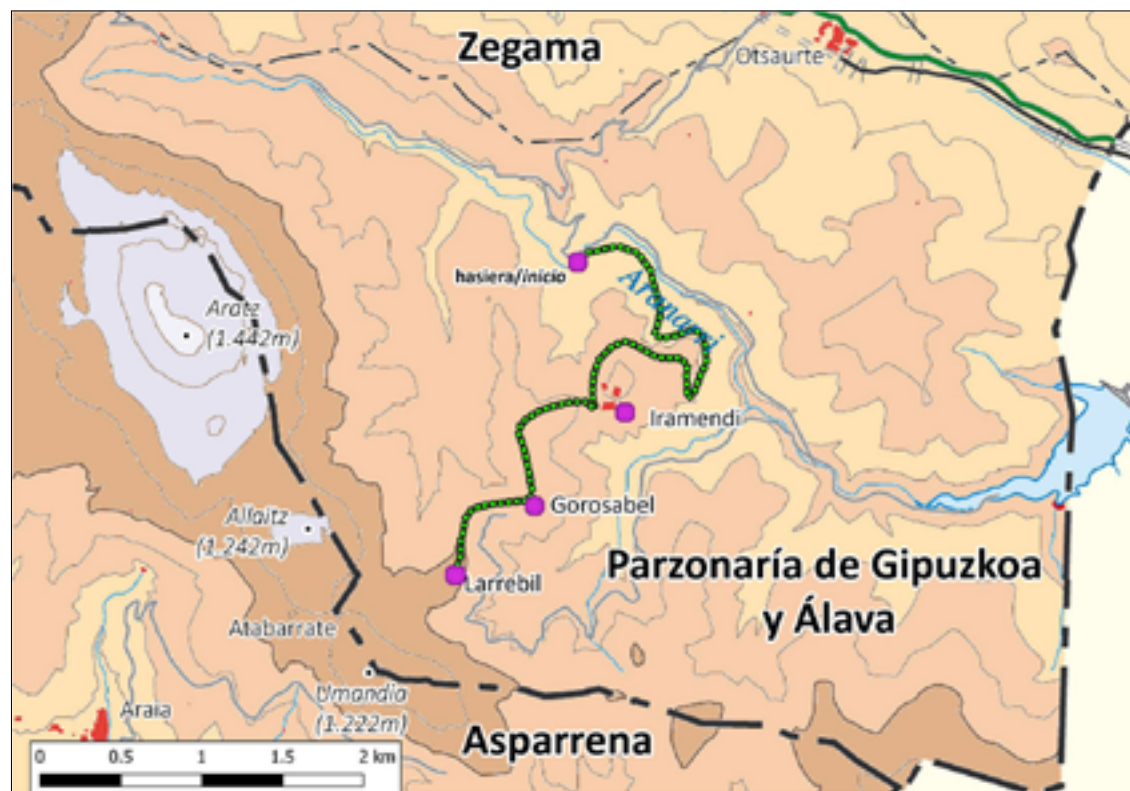 Zegama
Otsaurte
hasiera/inicio
Aratz
(1.442m)
Iramendi
Gorosabel
Allaitz
(1.242m)
Larrebil
Parzonaría de Gipuzkoa
y Álava
Atabarrate
Umandia
(1.222m)
Araia
Asparrena
0 0.5 1 1.5 2 km